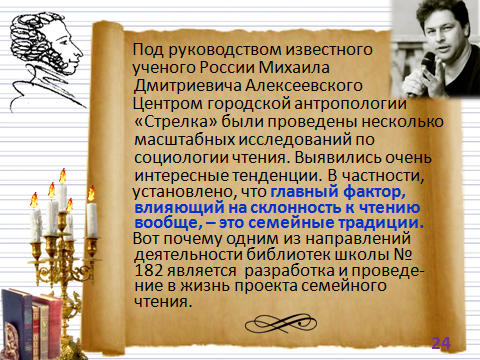 Под руководством известного
ученого России Михаила
Дмитриевича Алексеевского
Центром городской антропологии
«Стрелка» были проведены несколько
масштабных исследований по
социологии чтения. Выявились очень
интересные тенденции. В частности,
установлено, что главный фактор,
влияющий на склонность к чтению
вообще, – это семейные традиции.
Вот почему одним из направлений
деятельности библиотек школы №
182 является разработка и проведе-
ние в жизнь проекта семейного
чтения.
24